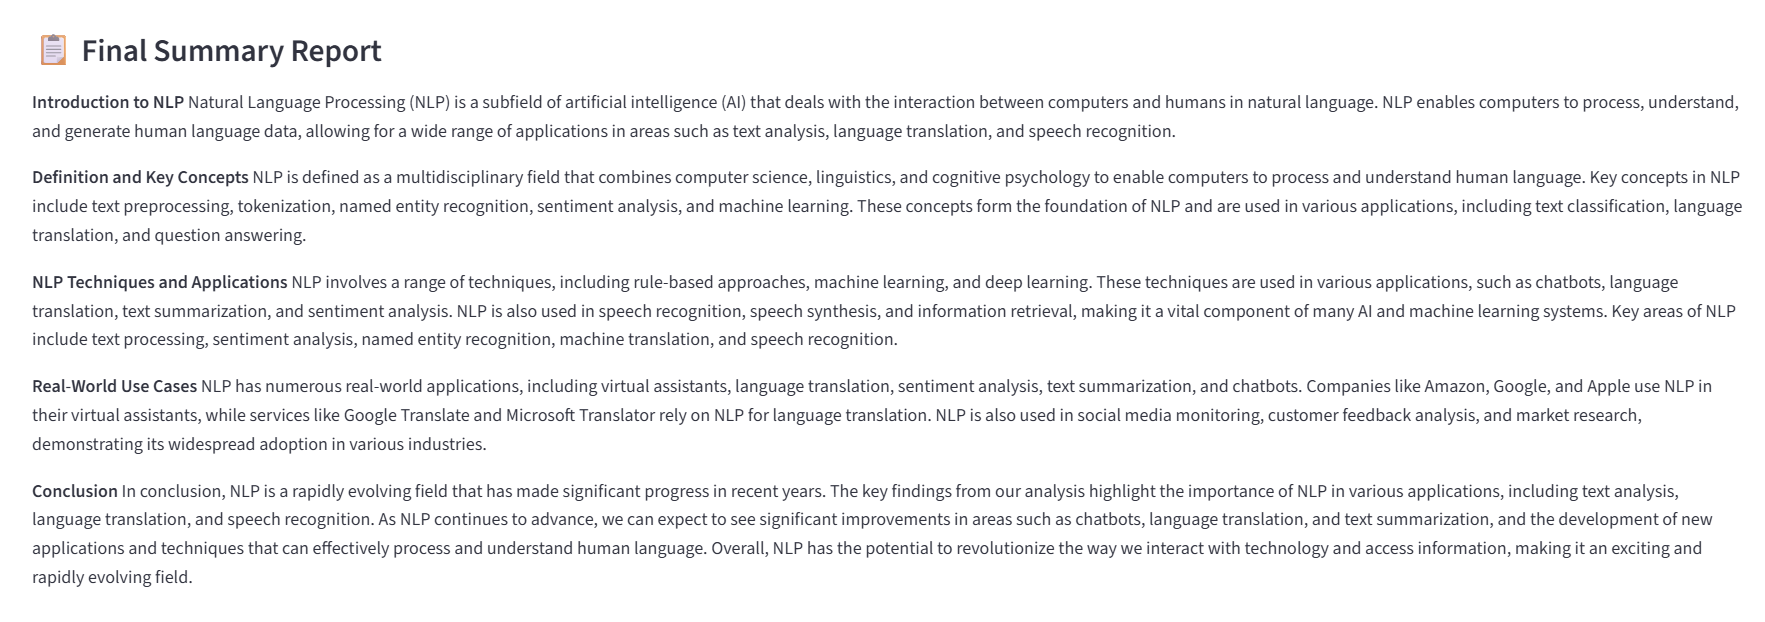 Final Summary Report
Introduction to NLP Natural Language Processing (NLP) is a subfield of artificial intelligence (AI) that deals with the interaction between computers and humans in natural language. NLP enables computers to process, understand,
and generate human language data, allowing for a wide range of applications in areas such as text analysis, language translation, and speech recognition.
Definition and Key Concepts NLP is defined as a multidisciplinary field that combines computer science, linguistics, and cognitive psychology to enable computers to process and understand human language. Key concepts in NLP
include text preprocessing, tokenization, named entity recognition, sentiment analysis, and machine learning. These concepts form the foundation of NLP and are used in various applications, including text classification, language
translation, and question answering.
NLP Techniques and Applications NLP involves a range of techniques, including rule-based approaches, machine learning, and deep learning. These techniques are used in various applications, such as chatbots, language
translation, text summarization, and sentiment analysis. NLP is also used in speech recognition, speech synthesis, and information retrieval, making it a vital component of many AI and machine learning systems. Key areas of NLP
include text processing, sentiment analysis, named entity recognition, machine translation, and speech recognition.
Real-World Use Cases NLP has numerous real-world applications, including virtual assistants, language translation, sentiment analysis, text summarization, and chatbots. Companies like Amazon, Google, and Apple use NLP in
their virtual assistants, while services like Google Translate and Microsoft Translator rely on NLP for language translation. NLP is also used in social media monitoring, customer feedback analysis, and market research,
demonstrating its widespread adoption in various industries.
Conclusion In conclusion, NLP is a rapidly evolving field that has made significant progress in recent years. The key findings from our analysis highlight the importance of NLP in various applications, including text analysis,
language translation, and speech recognition. As NLP continues to advance, we can expect to see significant improvements in areas such as chatbots, language translation, and text summarization, and the development of new
applications and techniques that can effectively process and understand human language. Overall, NLP has the potential to revolutionize the way we interact with technology and access information, making it an exciting and
rapidly evolving field.